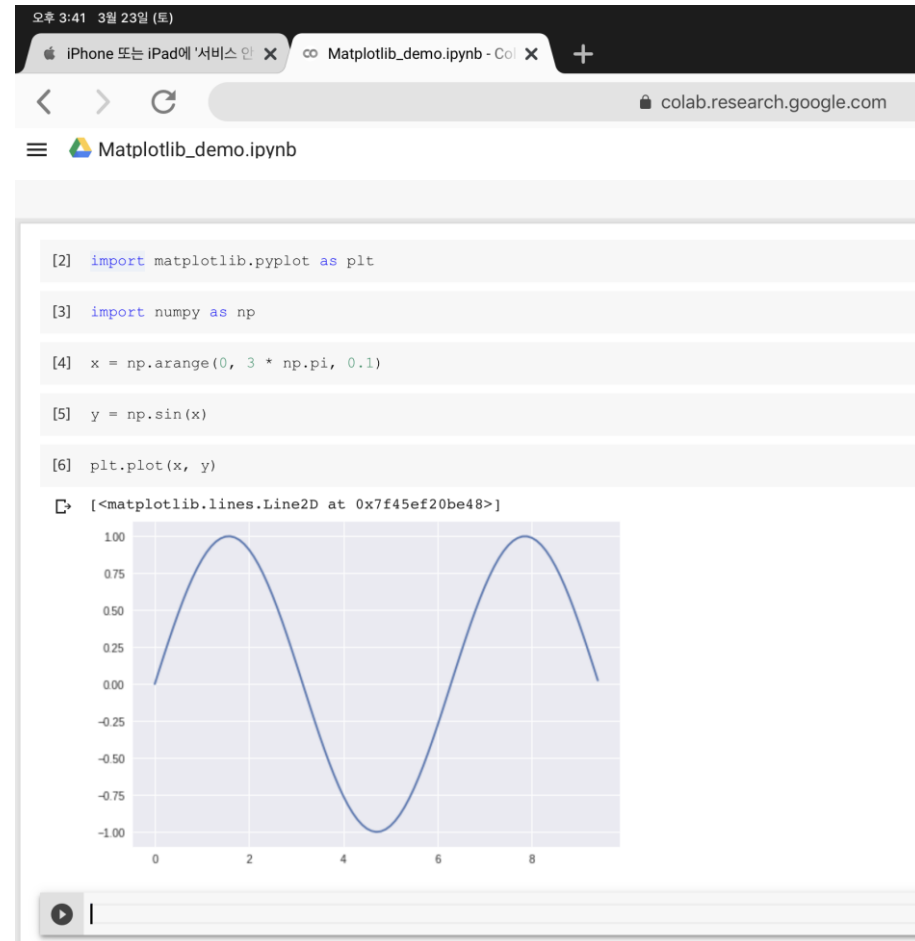 오후 3:41 3월 23일 (토)
iPhone 또는 iPad에 '서비스 안
Matplotlib_demo.ipynb - Col
colab.research.google.com
Matplotlib_demo.ipynb
[2] import matplotlib.pyplot as plt
[3] import numpy as np
[4] x = np.arange(0, 3 * np.pi, 0.1)
[5] y = np.sin(x)
[6] plt.plot(x, y)
[<matplotlib.lines.Line2D at 0x7f45ef20be48>]
1.00
0.75
0.50
0.25
0.00
−0.25
−0.50
−0.75
−1.00
0 2 4 6 8